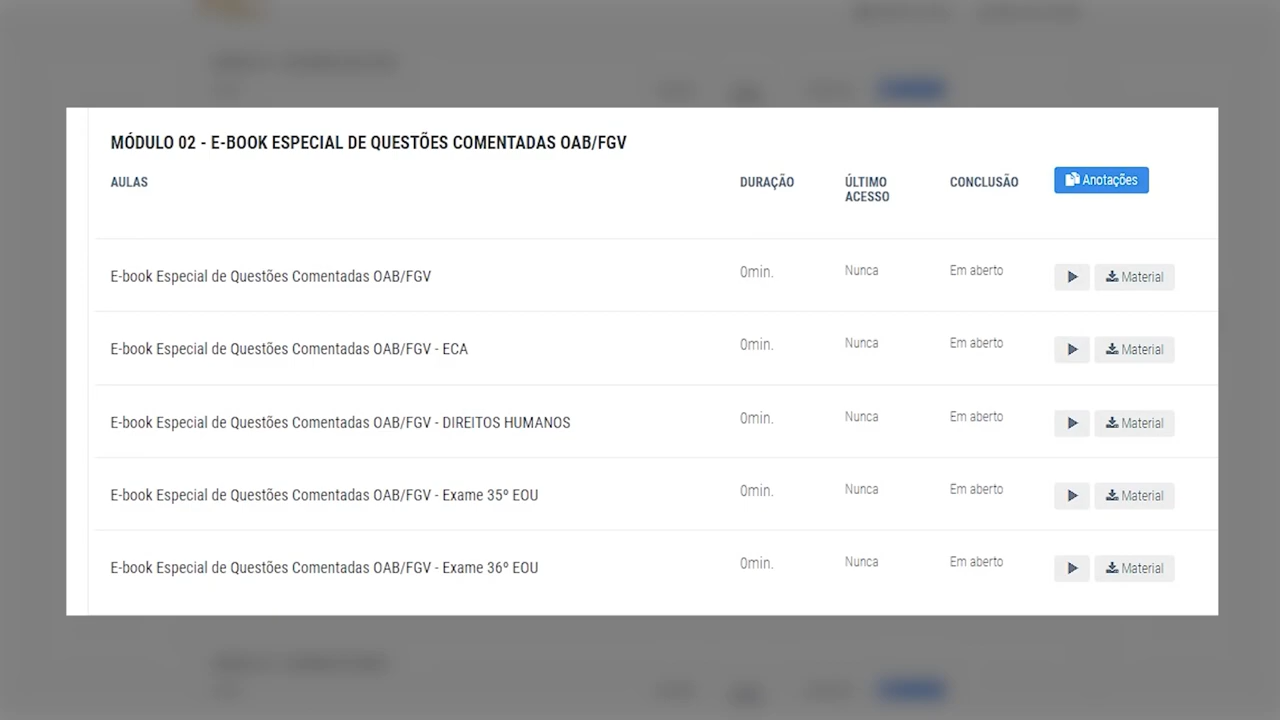 MÓDULO 02 - E-BOOK ESPECIAL DE QUESTÕES COMENTADAS OAB/FGV
AULAS DURAÇÃO ÚLTIMO ACESSO CONCLUSÃO Anotações
E-book Especial de Questões Comentadas OAB/FGV 0min. Nunca Em aberto Material
E-book Especial de Questões Comentadas OAB/FGV - ECA 0min. Nunca Em aberto Material
E-book Especial de Questões Comentadas OAB/FGV - DIREITOS HUMANOS 0min. Nunca Em aberto Material
E-book Especial de Questões Comentadas OAB/FGV - Exame 35º EOU 0min. Nunca Em aberto Material
E-book Especial de Questões Comentadas OAB/FGV - Exame 36º EOU 0min. Nunca Em aberto Material